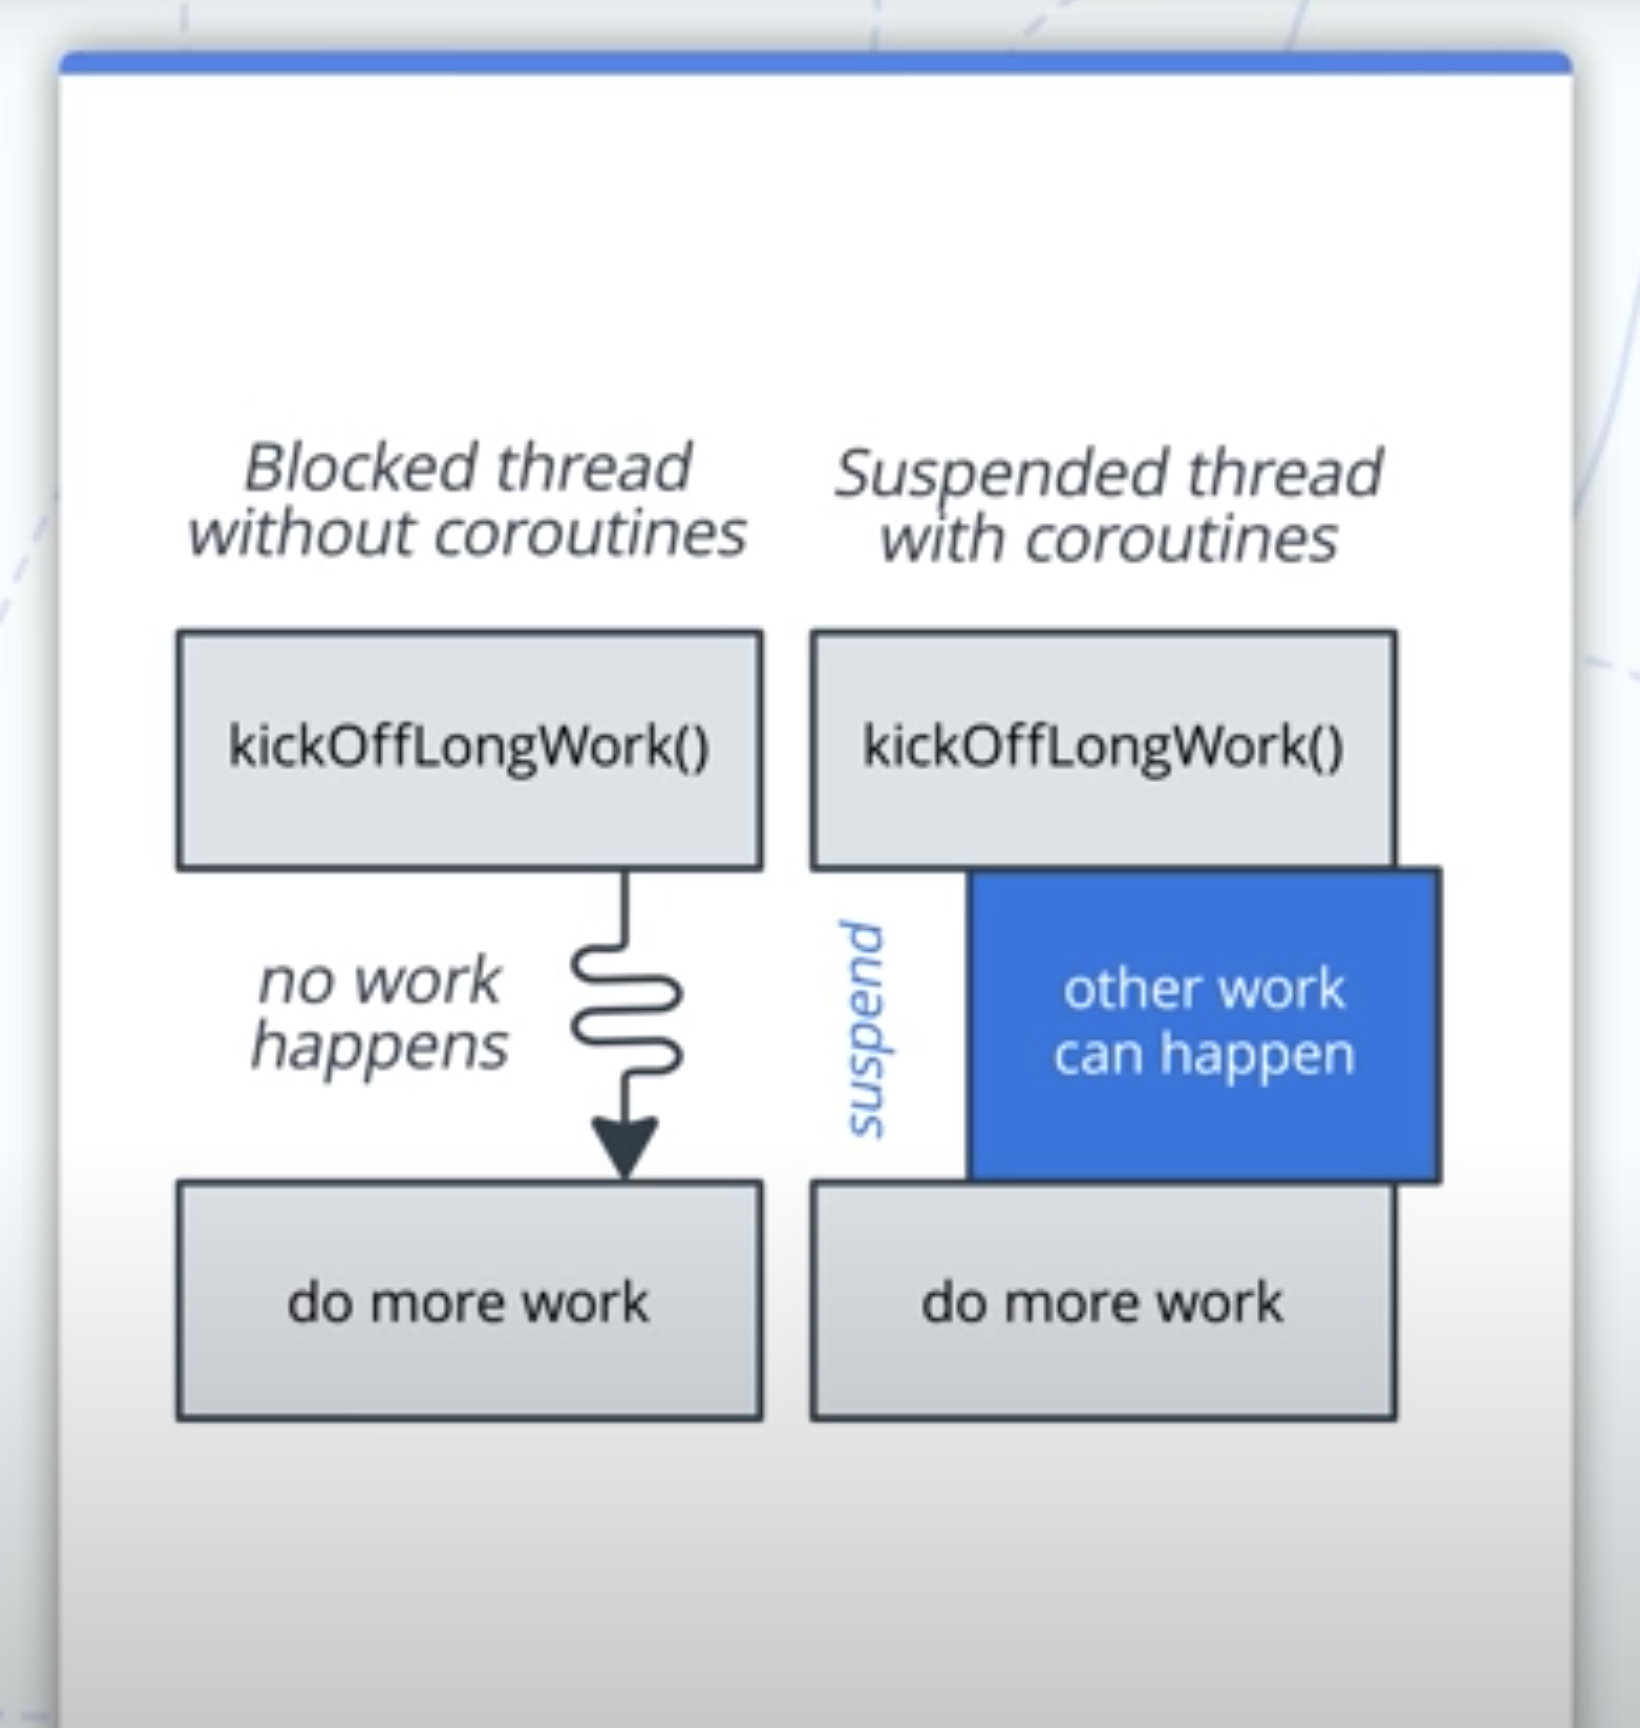 Blocked thread
without coroutines
kickOffLongWork()
no work
happens
do more work
Suspended thread
with coroutines
kickOffLongWork()
suspend
other work
can happen
do more work